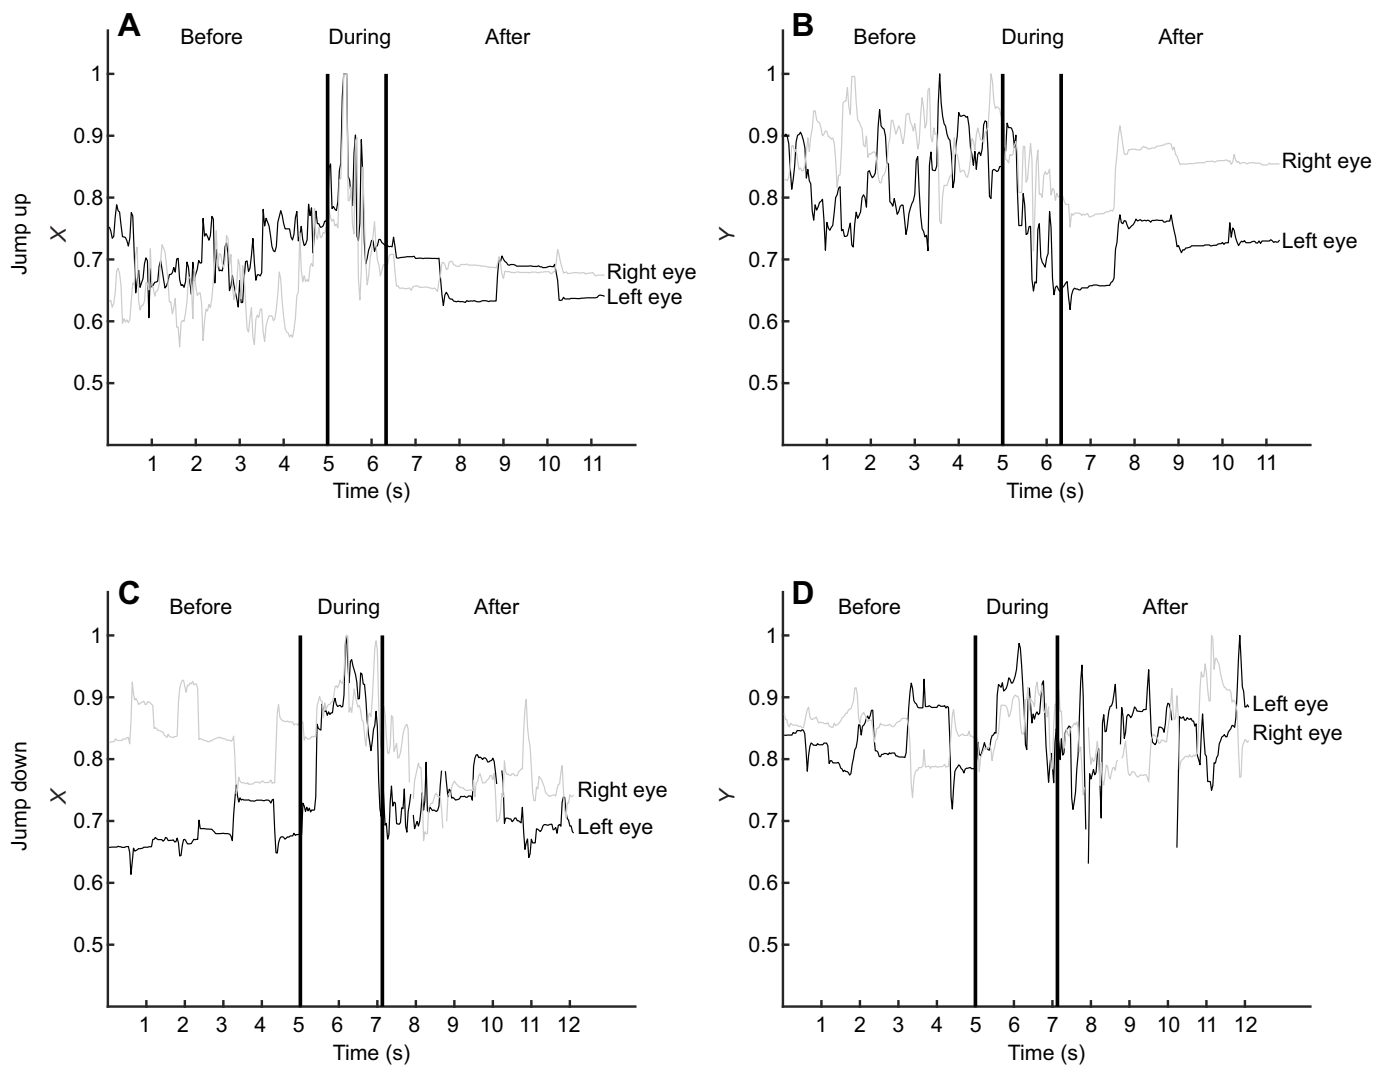 A
Before During After
1
0.9
0.8
0.7
0.6
0.5
Jump up
X
Right eye
Left eye
1 2 3 4 5 6 7 8 9 10 11
Time (s)
B
Before During After
1
0.9
0.8
0.7
0.6
0.5
Y
Right eye
Left eye
1 2 3 4 5 6 7 8 9 10 11
Time (s)
C
Before During After
1
0.9
0.8
0.7
0.6
0.5
Jump down
X
Right eye
Left eye
1 2 3 4 5 6 7 8 9 10 11 12
Time (s)
D
Before During After
1
0.9
0.8
0.7
0.6
0.5
Y
Left eye
Right eye
1 2 3 4 5 6 7 8 9 10 11 12
Time (s)